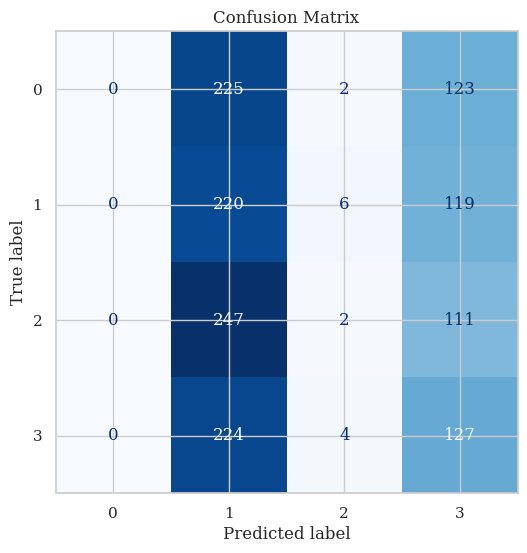 Confusion Matrix
True label
0 0 225 2 123
1 0 220 6 119
2 0 247 2 111
3 0 224 4 127
0 1 2 3
Predicted label